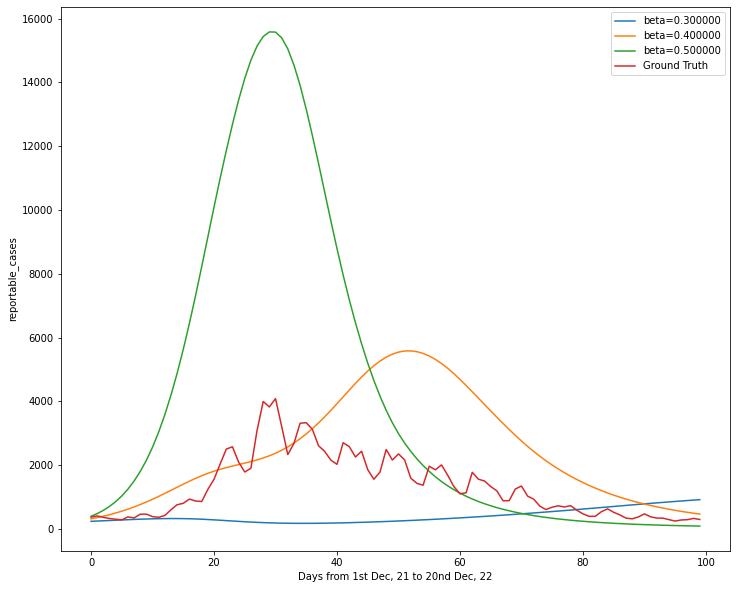 16000
14000
12000
10000
8000
6000
4000
2000
0
reportable_cases
0
20
40
60
80
100
Days from 1st Dec, 21 to 20nd Dec, 22
beta=0.300000
beta=0.400000
beta=0.500000
Ground Truth